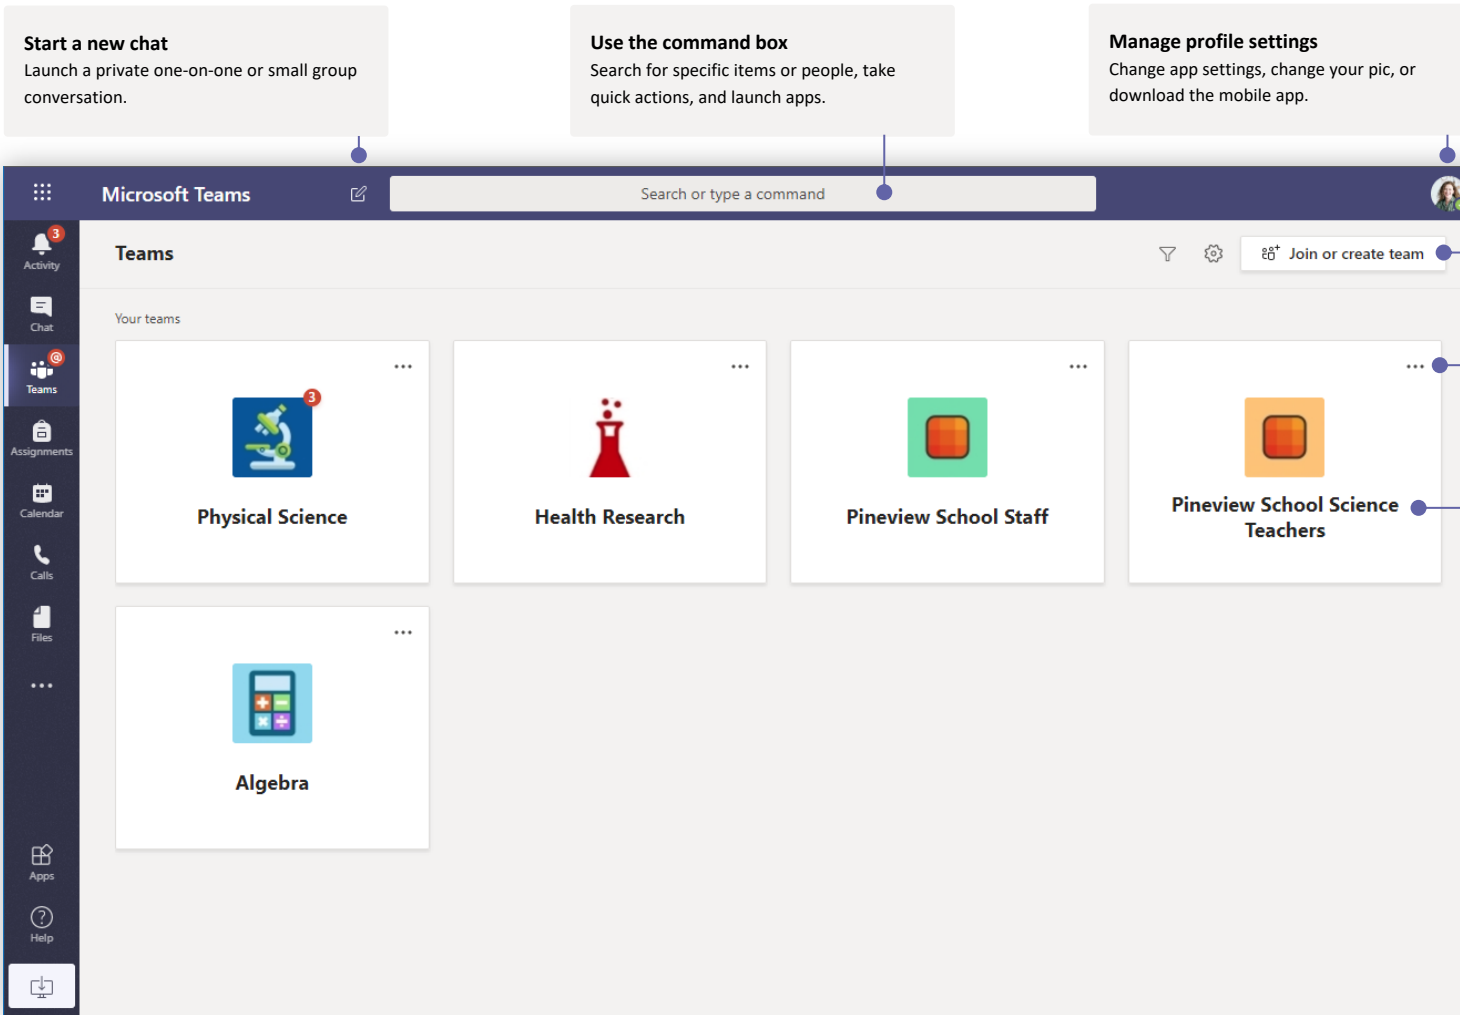 Start a new chat
Launch a private one-on-one or small group
conversation.
Use the command box
Search for specific items or people, take
quick actions, and launch apps.
Manage profile settings
Change app settings, change your pic, or
download the mobile app.
Microsoft Teams
Search or type a command
3
Activity
Chat
@
Teams
Assignments
Calendar
Calls
Files
Apps
?
Help
Teams
Join or create team
Your teams
3
Physical Science
Health Research
Pineview School Staff
Pineview School Science
Teachers
Algebra